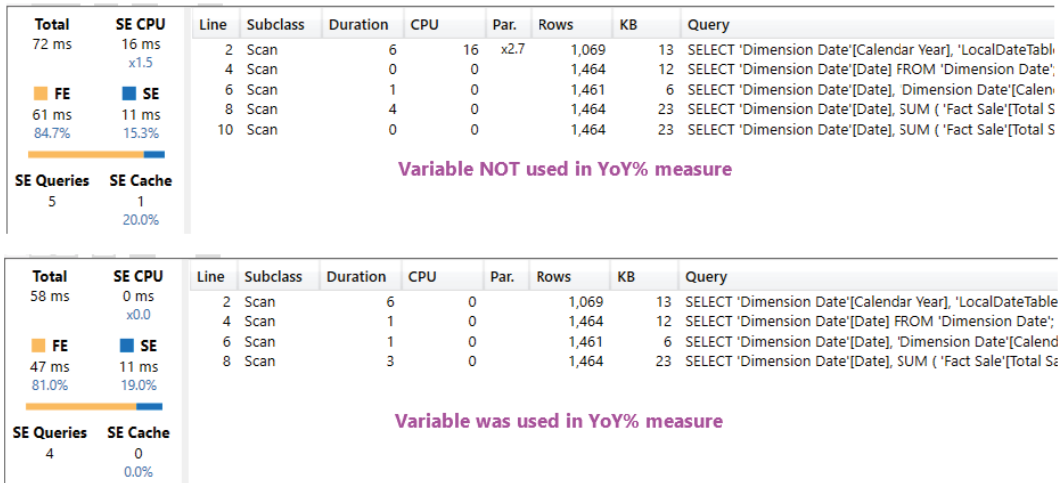 Total SE CPU Line Subclass Duration CPU Par. Rows KB Query
72 ms 16 ms 2 Scan 6 16 x2.7 1,069 13 SELECT 'Dimension Date'[Calendar Year], 'LocalDateTabl
x1.5 4 Scan 0 0 1,464 12 SELECT 'Dimension Date'[Date] FROM 'Dimension Date';
FE SE 6 Scan 1 0 1,461 6 SELECT 'Dimension Date'[Date], 'Dimension Date'[Calen
61 ms 11 ms 8 Scan 4 0 1,464 23 SELECT 'Dimension Date'[Date], SUM ( 'Fact Sale'[Total S
84.7% 15.3% 10 Scan 0 0 1,464 23 SELECT 'Dimension Date'[Date], SUM ( 'Fact Sale'[Total S
Variable NOT used in YoY% measure
SE Queries SE Cache
5 1
20.0%
Total SE CPU Line Subclass Duration CPU Par. Rows KB Query
58 ms 0 ms 2 Scan 6 0 1,069 13 SELECT 'Dimension Date'[Calendar Year], 'LocalDateTable
x0.0 4 Scan 1 0 1,464 12 SELECT 'Dimension Date'[Date] FROM 'Dimension Date';
FE SE 6 Scan 1 0 1,461 6 SELECT 'Dimension Date'[Date], 'Dimension Date'[Calend
47 ms 11 ms 8 Scan 3 0 1,464 23 SELECT 'Dimension Date'[Date], SUM ( 'Fact Sale'[Total Sa
81.0% 19.0%
Variable was used in YoY% measure
SE Queries SE Cache
4 0
0.0%